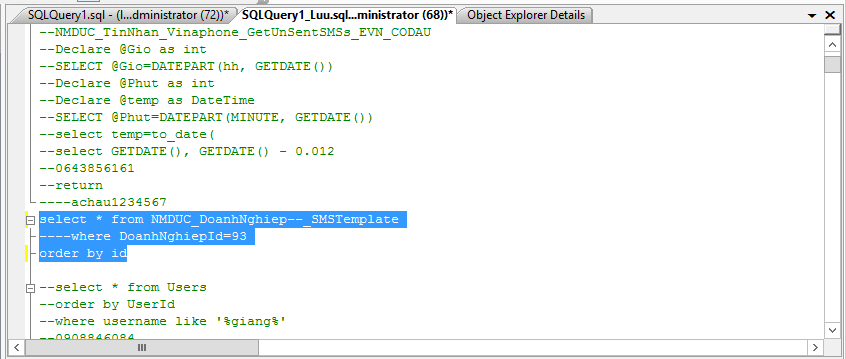 SQLQuery1.sql - (l...dministrator (72))* SQLQuery1_Luu.sql...ministrator (68))* Object Explorer Details
--NMDUC_TinNhan_Vinaphone_GetUnSentSMSs_EVN_CODAU
--Declare @Gio as int
--SELECT @Gio=DATEPART(hh, GETDATE())
--Declare @Phut as int
--Declare @temp as DateTime
--SELECT @Phut=DATEPART(MINUTE, GETDATE())
--select temp=to_date(
--select GETDATE(), GETDATE() - 0.012
--0643856161
--return
----achau1234567
select * from NMDUC_DoanhNghiep--_SMSTemplate
----where DoanhNghiepId=93
order by id
--select * from Users
--order by UserId
--where username like '%giang%'
--0908846084